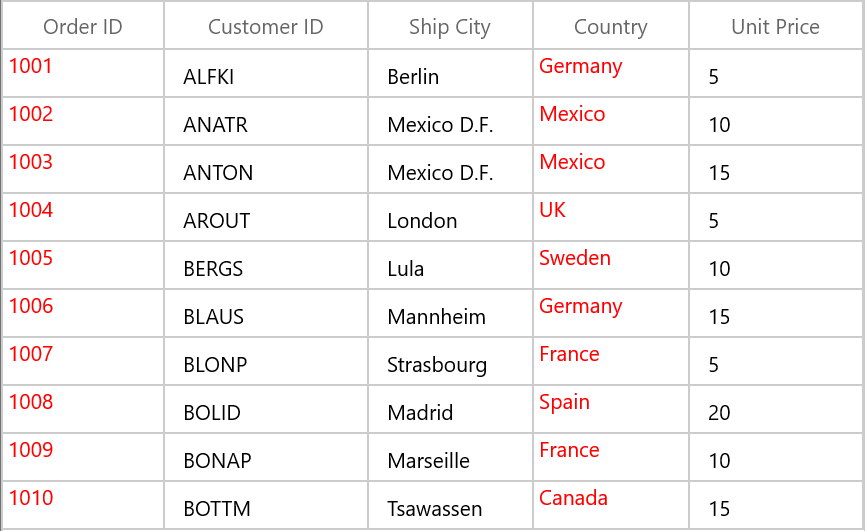 Order ID Customer ID Ship City Country Unit Price
1001 ALFKI Berlin Germany 5
1002 ANATR Mexico D.F. Mexico 10
1003 ANTON Mexico D.F. Mexico 15
1004 AROUT London UK 5
1005 BERGS Lula Sweden 10
1006 BLAUS Mannheim Germany 15
1007 BLONP Strasbourg France 5
1008 BOLID Madrid Spain 20
1009 BONAP Marseille France 10
1010 BOTTM Tsawassen Canada 15